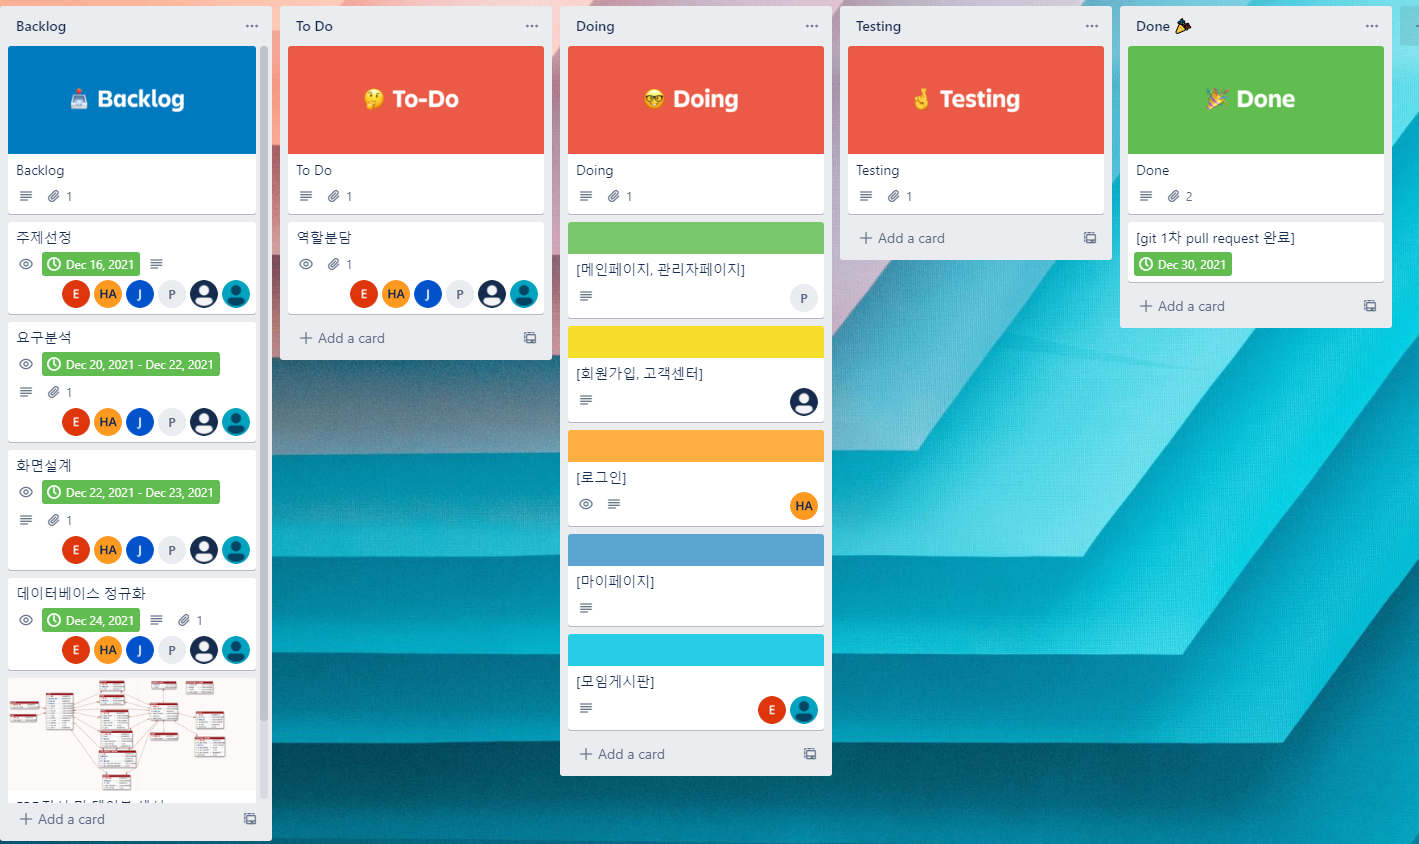 Backlog
Backlog
Backlog
1
주제선정
Dec 16, 2021
E HA J P
요구분석
Dec 20, 2021 - Dec 22, 2021
1
E HA J P
화면설계
Dec 22, 2021 - Dec 23, 2021
1
E HA J P
데이터베이스 정규화
Dec 24, 2021
1
E HA J P
+ Add a card
To Do
To-Do
To Do
1
역할분담
1
E HA J P
+ Add a card
Doing
Doing
Doing
1
[메인페이지, 관리자페이지]
P
[회원가입, 고객센터]
[로그인]
HA
[마이페이지]
[모임게시판]
E
+ Add a card
Testing
Testing
Testing
1
+ Add a card
Done
Done
Done
2
[git 1차 pull request 완료]
Dec 30, 2021
+ Add a card